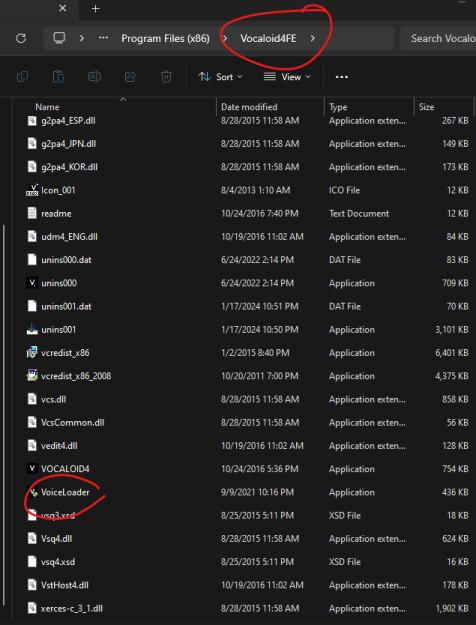 Program Files (x86) Vocaloid4FE Search Vocalo
Sort View
Name Date modified Type Size
g2pa4_ESP.dll 8/28/2015 11:58 AM Application exten... 267 KB
g2pa4_JPN.dll 8/28/2015 11:58 AM Application exten... 149 KB
g2pa4_KOR.dll 8/28/2015 11:58 AM Application exten... 173 KB
Icon_001 8/4/2013 1:10 AM ICO File 12 KB
readme 10/24/2016 7:40 PM Text Document 12 KB
udm4_ENG.dll 10/19/2016 11:02 AM Application exten... 84 KB
unins000.dat 6/24/2022 2:14 PM DAT File 83 KB
unins000 6/24/2022 2:14 PM Application 709 KB
unins001.dat 1/17/2024 10:51 PM DAT File 70 KB
unins001 1/17/2024 10:50 PM Application 3,101 KB
vcredist_x86 1/2/2015 8:40 PM Application 6,401 KB
vcredist_x86_2008 10/20/2011 7:00 PM Application 4,375 KB
vcs.dll 8/28/2015 11:58 AM Application exten... 858 KB
VcsCommon.dll 8/28/2015 11:58 AM Application exten... 56 KB
vedit4.dll 10/19/2016 11:02 AM Application exten... 128 KB
VOCALOID4 10/24/2016 5:36 PM Application 754 KB
VoiceLoader 9/9/2021 10:16 PM Application 436 KB
vsq3.xsd 8/25/2015 5:11 PM XSD File 18 KB
Vsq4.dll 8/28/2015 11:58 AM Application exten... 624 KB
vsq4.xsd 8/25/2015 5:11 PM XSD File 16 KB
VstHost4.dll 10/19/2016 11:02 AM Application exten... 178 KB
xerces-c_3_1.dll 8/28/2015 11:58 AM Application exten... 1,902 KB